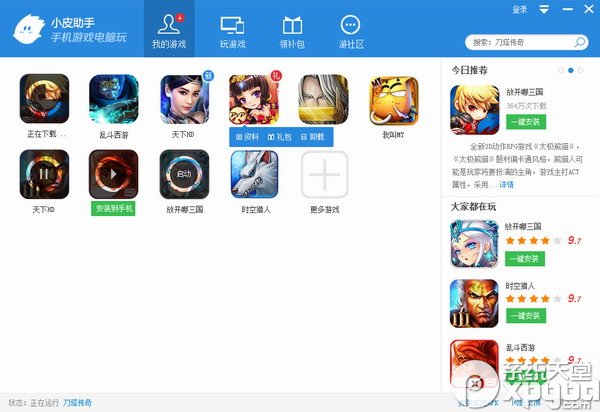 小皮助手
手机游戏电脑玩
我的游戏
玩游戏
领补包
游社区
登录
搜索: 刀塔传奇
新
礼
正在下载...
乱斗西游
天下HD
资料
礼包
卸载
我叫MT
启动
天下HD
安装到手机
放开哪三国
时空猎人
更多游戏
今日推荐
放开哪三国
364万次下载
一键安装
全新3D动作RPG游戏《太极熊猫》,
《太极熊猫》题材偏卡通风格, 熊猫人可
能是玩家将要扮演的主角, 游戏主打ACT
属性, 采用... 详情
大家都在玩
放开哪三国
9.7
一键安装
时空猎人
9.7
一键安装
乱斗西游
9.7
系统天堂
xpgod.com
状态: 正在运行 刀塔传奇